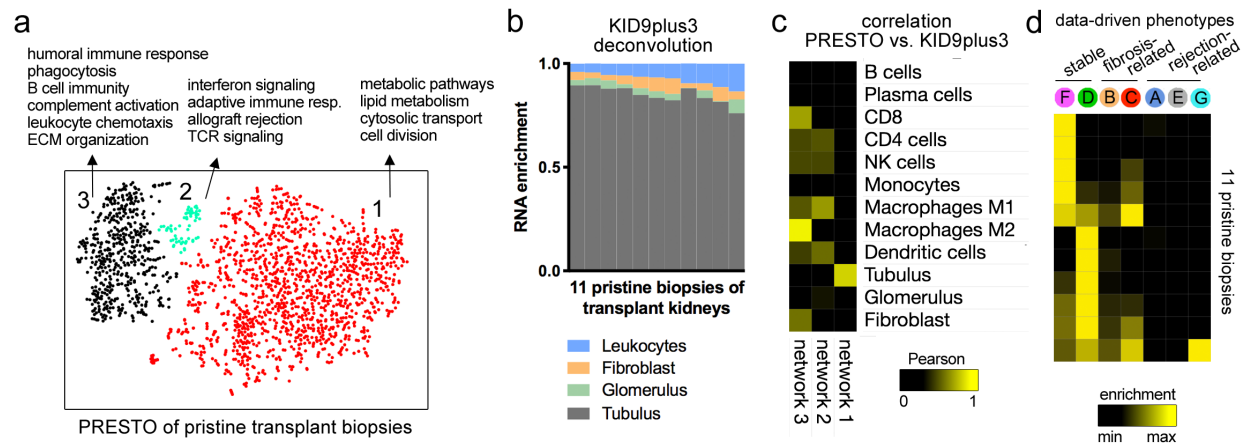 a
humoral immune response
phagocytosis
B cell immunity
complement activation
leukocyte chemotaxis
ECM organization
interferon signaling
adaptive immune resp.
allograft rejection
TCR signaling
metabolic pathways
lipid metabolism
cytosolic transport
cell division
3
2
1
PRESTO of pristine transplant biopsies
b
KID9plus3
deconvolution
RNA enrichment
1.0
0.5
0.0
11 pristine biopsies of
transplant kidneys
Leukocytes
Fibroblast
Glomerulus
Tubulus
c
correlation
PRESTO vs. KID9plus3
B cells
Plasma cells
CD8
CD4 cells
NK cells
Monocytes
Macrophages M1
Macrophages M2
Dendritic cells
Tubulus
Glomerulus
Fibroblast
network 3
network 2
network 1
Pearson
0 1
d
data-driven phenotypes
stable
fibrosis-
related
rejection-
related
F D B C A E G
11 pristine biopsies
enrichment
min max